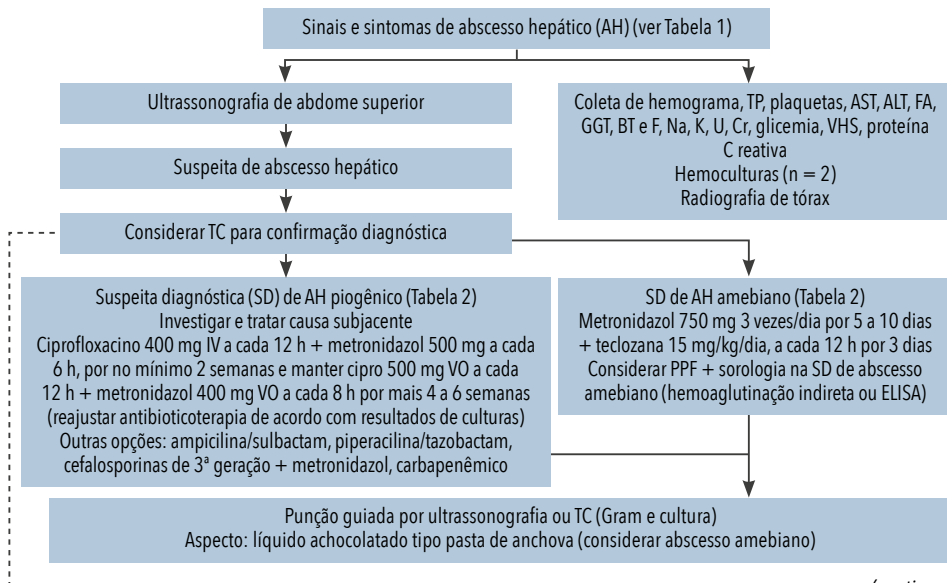 Sinais e sintomas de abscesso hepático (AH) (ver Tabela 1)
Ultrassonografia de abdome superior
Suspeita de abscesso hepático
Considerar TC para confirmação diagnóstica
Coleta de hemograma, TP, plaquetas, AST, ALT, FA,
GGT, BT e F, Na, K, U, Cr, glicemia, VHS, proteína
C reativa
Hemoculturas (n = 2)
Radiografia de tórax
Suspeita diagnóstica (SD) de AH piogênico (Tabela 2)
Investigar e tratar causa subjacente
Ciprofloxacino 400 mg IV a cada 12 h + metronidazol 500 mg a cada
6 h, por no mínimo 2 semanas e manter cipro 500 mg VO a cada
12 h + metronidazol 400 mg VO a cada 8 h por mais 4 a 6 semanas
(reajustar antibioticoterapia de acordo com resultados de culturas)
Outras opções: ampicilina/sulbactam, piperacilina/tazobactam,
cefalosporinas de 3ª geração + metronidazol, carbapenêmico
SD de AH amebiano (Tabela 2)
Metronidazol 750 mg 3 vezes/dia por 5 a 10 dias
+ teclozana 15 mg/kg/dia, a cada 12 h por 3 dias
Considerar PPF + sorologia na SD de abscesso
amebiano (hemoaglutinação indireta ou ELISA)
Punção guiada por ultrassonografia ou TC (Gram e cultura)
Aspecto: líquido achocolatado tipo pasta de anchova (considerar abscesso amebiano)